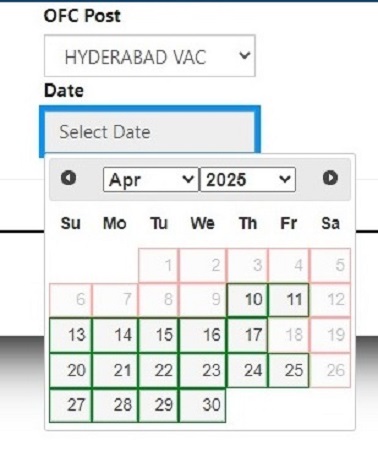 OFC Post
HYDERABAD VAC
Date
Select Date
Apr 2025
Su Mo Tu We Th Fr Sa
1 2 3 4 5
6 7 8 9 10 11 12
13 14 15 16 17 18 19
20 21 22 23 24 25 26
27 28 29 30